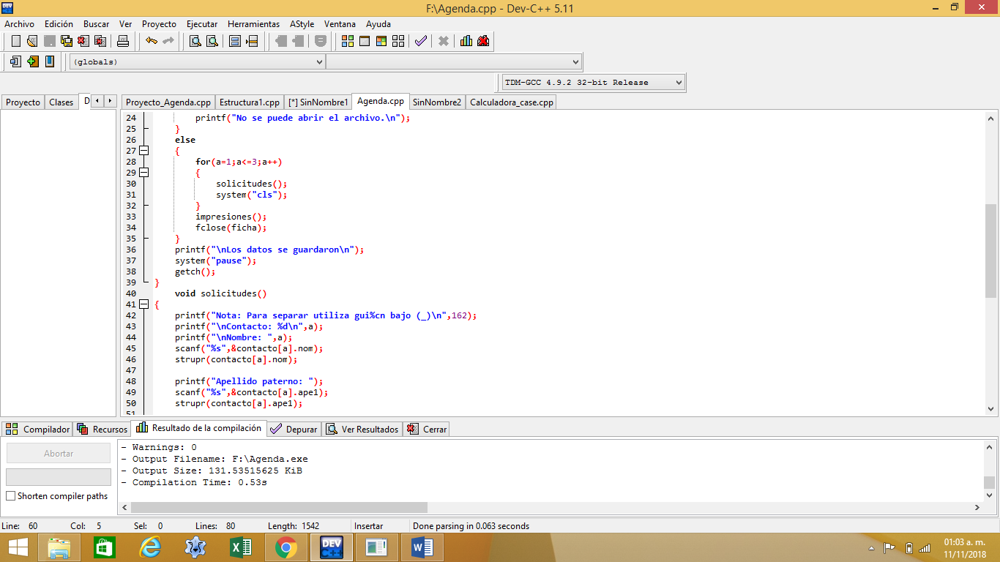 F:\Agenda.cpp - Dev-C++ 5.11
Archivo Edición Buscar Ver Proyecto Ejecutar Herramientas AStyle Ventana Ayuda
(globals)
TDM-GCC 4.9.2 32-bit Release
Proyecto Clases D Proyecto_Agenda.cpp Estructura1.cpp [*] SinNombre1 Agenda.cpp SinNombre2 Calculadora_case.cpp
24 printf("No se puede abrir el archivo.\n");
25 }
26 else
27 {
28 for(a=1;a<=3;a++)
29 {
30 solicitudes();
31 system("cls");
32 }
33 impresiones();
34 fclose(ficha);
35 }
36 printf("\nLos datos se guardaron\n");
37 system("pause");
38 getch();
39 }
40 void solicitudes()
41 {
42 printf("Nota: Para separar utiliza gui%cn bajo (_)\n",162);
43 printf("\nContacto: %d\n",a);
44 printf("\nNombre: ",a);
45 scanf("%s",&contacto[a].nom);
46 strupr(contacto[a].nom);
47
48 printf("Apellido paterno: ");
49 scanf("%s",&contacto[a].ape1);
50 strupr(contacto[a].ape1);
51
Compilador Recursos Resultado de la compilación Depurar Ver Resultados Cerrar
Abortar
Shorten compiler paths
- Warnings: 0
- Output Filename: F:\Agenda.exe
- Output Size: 131.53515625 KiB
- Compilation Time: 0.53s
Line: 60 Col: 5 Sel: 0 Lines: 80 Length: 1542 Insertar Done parsing in 0.063 seconds
DEV C++
01:03 a. m.
11/11/2018